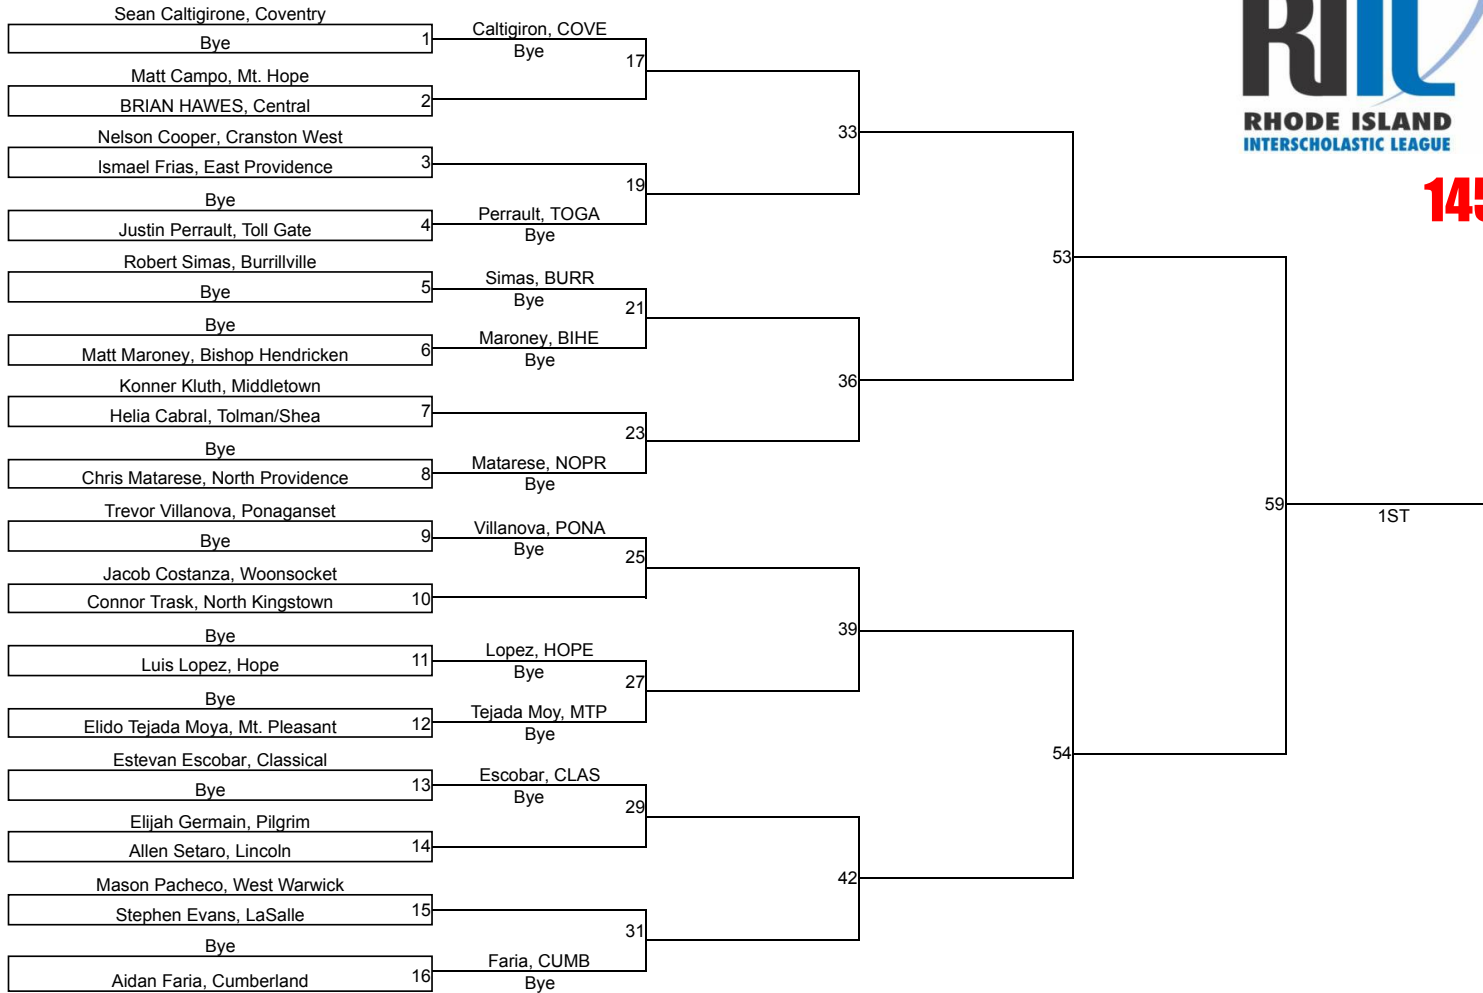 Sean Caltigirone, Coventry
Bye
1
Caltigiron, COVE
Bye
17
Matt Campo, Mt. Hope
BRIAN HAWES, Central
2
33
Nelson Cooper, Cranston West
Ismael Frias, East Providence
3
19
Bye
Justin Perrault, Toll Gate
4
Perrault, TOGA
Bye
53
Robert Simas, Burrillville
Bye
5
Simas, BURR
Bye
21
Bye
Matt Maroney, Bishop Hendricken
6
Maroney, BIHE
Bye
36
Konner Kluth, Middletown
Helia Cabral, Tolman/Shea
7
23
Bye
Chris Matarese, North Providence
8
Matarese, NOPR
Bye
59
1ST
Trevor Villanova, Ponaganset
Bye
9
Villanova, PONA
Bye
25
Jacob Costanza, Woonsocket
Connor Trask, North Kingstown
10
39
Bye
Luis Lopez, Hope
11
Lopez, HOPE
Bye
27
Bye
Elido Tejada Moya, Mt. Pleasant
12
Tejada Moy, MTP
Bye
54
Estevan Escobar, Classical
Bye
13
Escobar, CLAS
Bye
29
Elijah Germain, Pilgrim
Allen Setaro, Lincoln
14
42
Mason Pacheco, West Warwick
Stephen Evans, LaSalle
15
31
Bye
Aidan Faria, Cumberland
16
Faria, CUMB
Bye
RIIL
RHODE ISLAND
INTERSCHOLASTIC LEAGUE
145